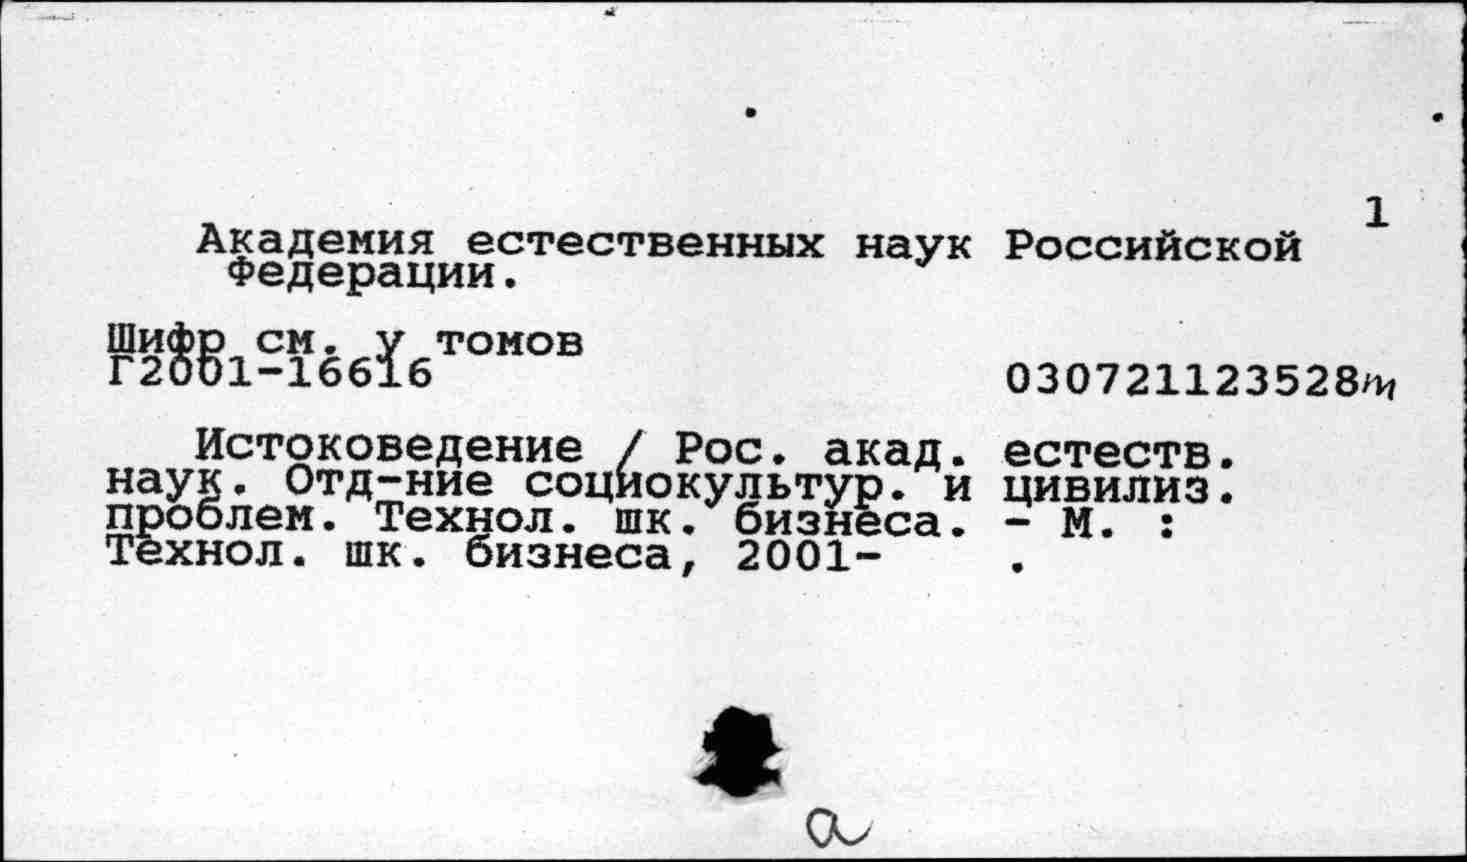 1
Академия естественных наук Российской
Федерации.
Шифр см. у томов
Г2001-16616
030721123528
Истоковедение / Рос. акад. естеств.
наук. Отд-ние социокультур. и цивилиз.
проблем. Технол. шк. бизнеса. - М. :
Технол. шк. бизнеса, 2001- .
а